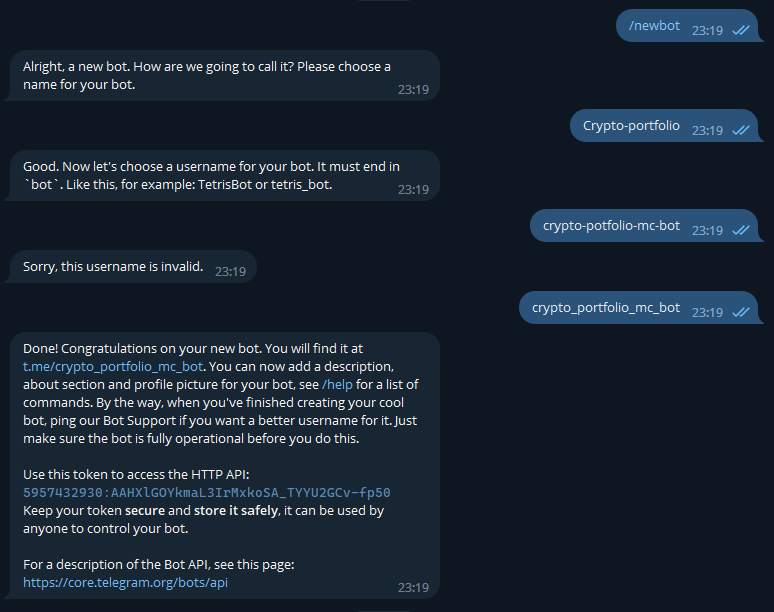 /newbot 23:19
Alright, a new bot. How are we going to call it? Please choose a
name for your bot. 23:19
Crypto-portfolio 23:19
Good. Now let's choose a username for your bot. It must end in
`bot`. Like this, for example: TetrisBot or tetris_bot. 23:19
crypto-potfolio-mc-bot 23:19
Sorry, this username is invalid. 23:19
crypto_portfolio_mc_bot 23:19
Done! Congratulations on your new bot. You will find it at
t.me/crypto_portfolio_mc_bot. You can now add a description,
about section and profile picture for your bot, see /help for a list of
commands. By the way, when you've finished creating your cool
bot, ping our Bot Support if you want a better username for it. Just
make sure the bot is fully operational before you do this.
Use this token to access the HTTP API:
5957432930:AAHXlGOYkmaL3IrMxkoSA_TYYU2GCv-fp50
Keep your token secure and store it safely, it can be used by
anyone to control your bot.
For a description of the Bot API, see this page:
https://core.telegram.org/bots/api 23:19